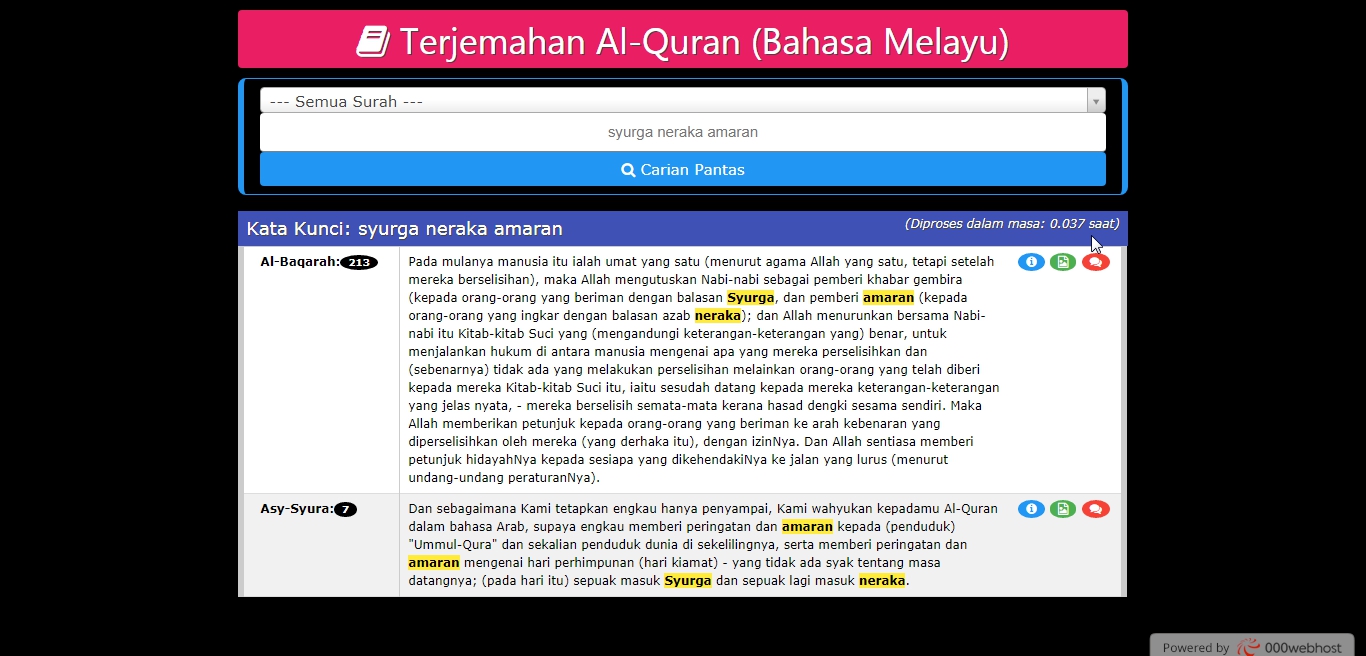 Terjemahan Al-Quran (Bahasa Melayu)
--- Semua Surah ---
syurga neraka amaran
Carian Pantas
Kata Kunci: syurga neraka amaran
(Diproses dalam masa: 0.037 saat)
Al-Baqarah: 213
Pada mulanya manusia itu ialah umat yang satu (menurut agama Allah yang satu, tetapi setelah
mereka berselisihan), maka Allah mengutuskan Nabi-nabi sebagai pemberi khabar gembira
(kepada orang-orang yang beriman dengan balasan Syurga, dan pemberi amaran (kepada
orang-orang yang ingkar dengan balasan azab neraka); dan Allah menurunkan bersama Nabi-
nabi itu Kitab-kitab Suci yang (mengandungi keterangan-keterangan yang) benar, untuk
menjalankan hukum di antara manusia mengenai apa yang mereka perselisihkan dan
(sebenarnya) tidak ada yang melakukan perselisihan melainkan orang-orang yang telah diberi
kepada mereka Kitab-kitab Suci itu, iaitu sesudah datang kepada mereka keterangan-keterangan
yang jelas nyata, - mereka berselisih semata-mata kerana hasad dengki sesama sendiri. Maka
Allah memberikan petunjuk kepada orang-orang yang beriman ke arah kebenaran yang
diperselisihkan oleh mereka (yang derhaka itu), dengan izinNya. Dan Allah sentiasa memberi
petunjuk hidayahNya kepada sesiapa yang dikehendakiNya ke jalan yang lurus (menurut
undang-undang peraturanNya).
Asy-Syura: 7
Dan sebagaimana Kami tetapkan engkau hanya penyampai, Kami wahyukan kepadamu Al-Quran
dalam bahasa Arab, supaya engkau memberi peringatan dan amaran kepada (penduduk)
"Ummul-Qura" dan sekalian penduduk dunia di sekelilingnya, serta memberi peringatan dan
amaran mengenai hari perhimpunan (hari kiamat) - yang tidak ada syak tentang masa
datangnya; (pada hari itu) sepuak masuk Syurga dan sepuak lagi masuk neraka.
Powered by 000webhost